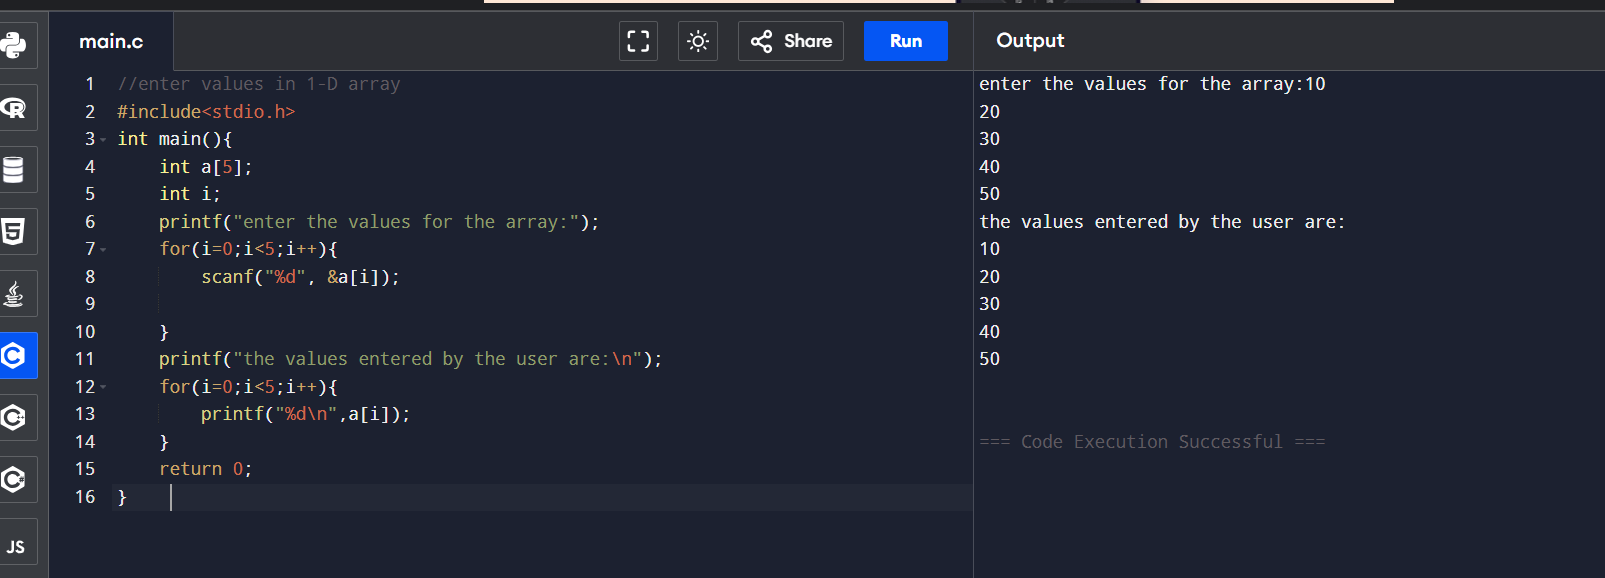 main.c
Share
Run
Output
1 //enter values in 1-D array
2 #include<stdio.h>
3 int main(){
4     int a[5];
5     int i;
6     printf("enter the values for the array:");
7     for(i=0;i<5;i++){
8         scanf("%d", &a[i]);
9
10     }
11     printf("the values entered by the user are:\n");
12     for(i=0;i<5;i++){
13         printf("%d\n",a[i]);
14     }
15     return 0;
16 }
enter the values for the array:10
20
30
40
50
the values entered by the user are:
10
20
30
40
50
=== Code Execution Successful ===
R
5
C
C++
C#
JS